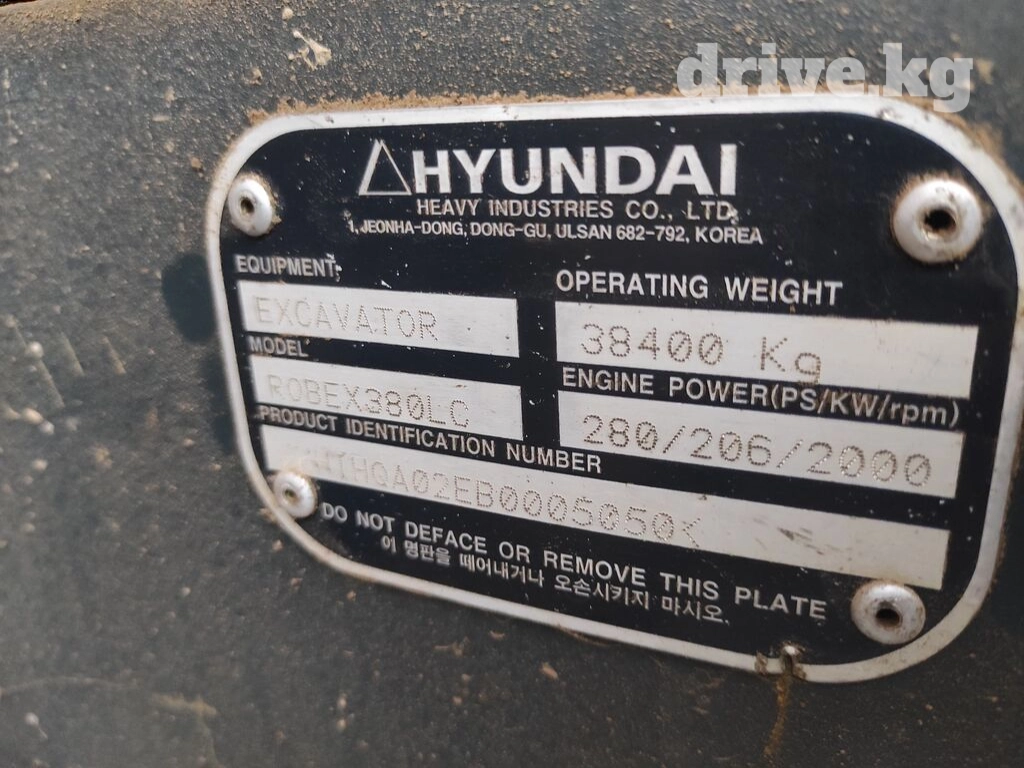 drive.kg
HYUNDAI
HEAVY INDUSTRIES CO., LTD.
1, JEONHA-DONG, DONG-GU, ULSAN 682-792, KOREA
EQUIPMENT
EXCAVATOR
OPERATING WEIGHT
38400 Kg
MODEL
ROBEX380LC
ENGINE POWER(PS/KW/rpm)
280/206/2000
PRODUCT IDENTIFICATION NUMBER
DO NOT DEFACE OR REMOVE THIS PLATE
이 명판을 떼어내거나 오손시키지 마시오.